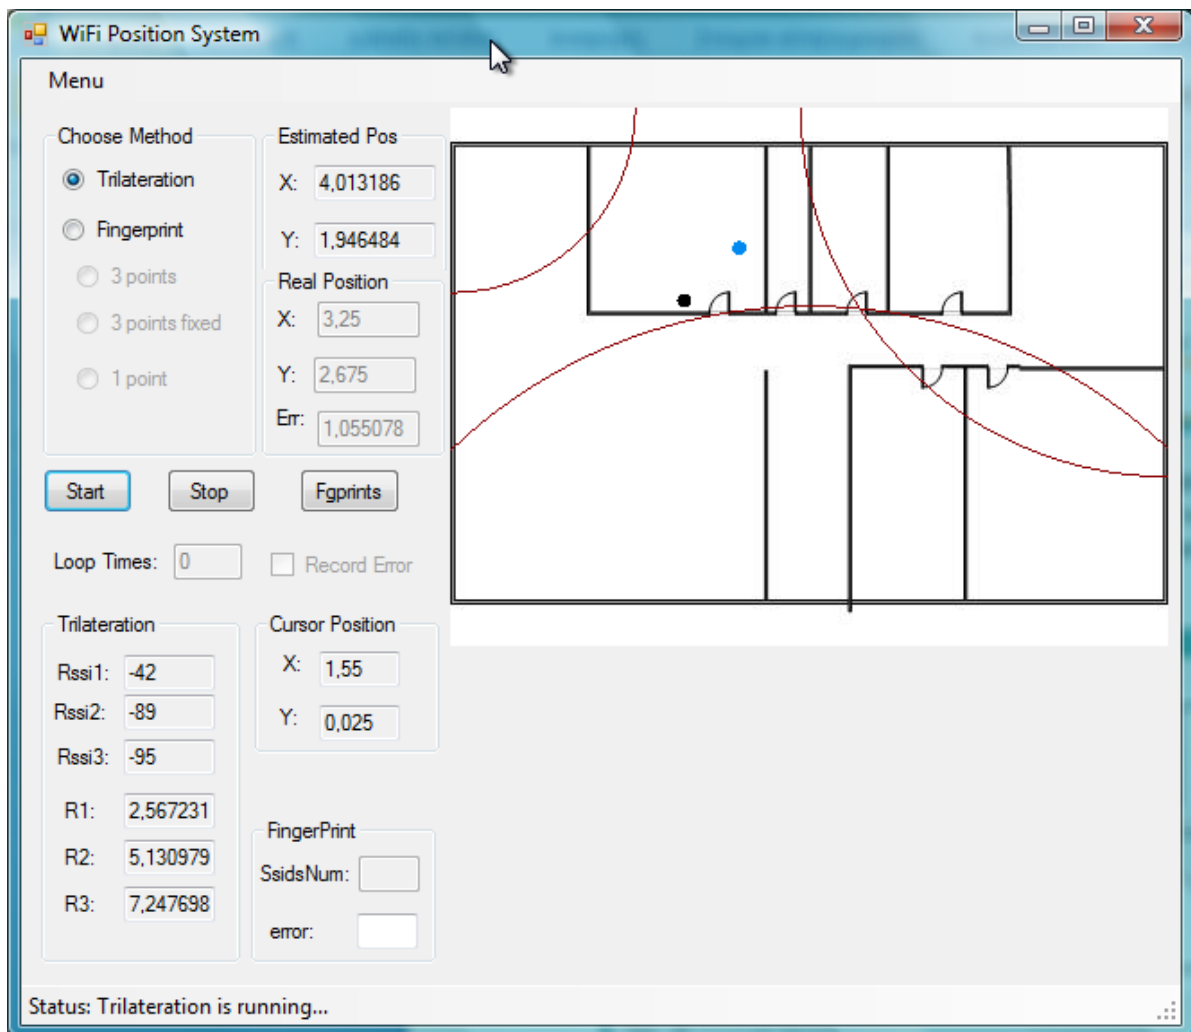 WiFi Position System
Menu
Choose Method
Trilateration
Fingerprint
3 points
3 points fixed
1 point
Estimated Pos
X: 4,013186
Y: 1,946484
Real Position
X: 3,25
Y: 2,675
Err: 1,055078
Start Stop Fgprints
Loop Times: 0 Record Error
Trilateration
Rssi1: -42
Rssi2: -89
Rssi3: -95
R1: 2,567231
R2: 5,130979
R3: 7,247698
Cursor Position
X: 1,55
Y: 0,025
FingerPrint
SsidsNum:
error:
Status: Trilateration is running...